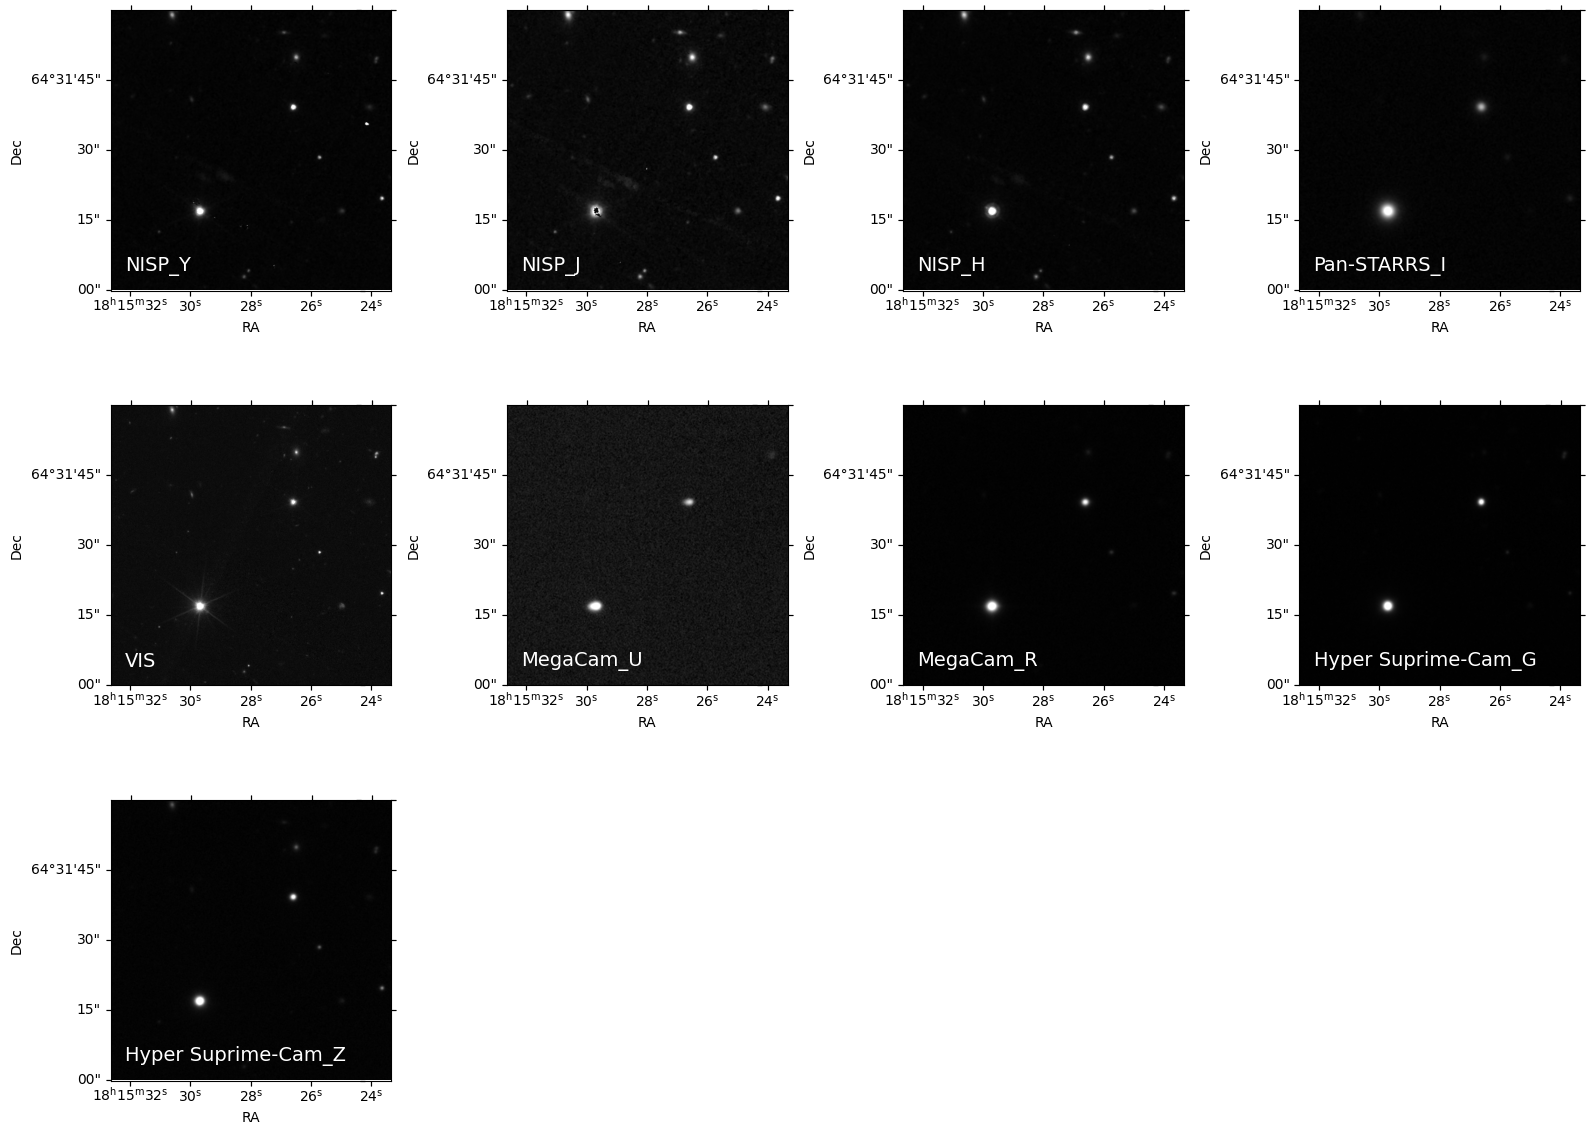 Dec
64°31'45"
30"
15"
00"
NISP_Y
18ʰ15ᵐ32ˢ 30ˢ 28ˢ 26ˢ 24ˢ
RA
Dec
64°31'45"
30"
15"
00"
NISP_J
18ʰ15ᵐ32ˢ 30ˢ 28ˢ 26ˢ 24ˢ
RA
Dec
64°31'45"
30"
15"
00"
NISP_H
18ʰ15ᵐ32ˢ 30ˢ 28ˢ 26ˢ 24ˢ
RA
Dec
64°31'45"
30"
15"
00"
Pan-STARRS_I
18ʰ15ᵐ32ˢ 30ˢ 28ˢ 26ˢ 24ˢ
RA
Dec
64°31'45"
30"
15"
00"
VIS
18ʰ15ᵐ32ˢ 30ˢ 28ˢ 26ˢ 24ˢ
RA
Dec
64°31'45"
30"
15"
00"
MegaCam_U
18ʰ15ᵐ32ˢ 30ˢ 28ˢ 26ˢ 24ˢ
RA
Dec
64°31'45"
30"
15"
00"
MegaCam_R
18ʰ15ᵐ32ˢ 30ˢ 28ˢ 26ˢ 24ˢ
RA
Dec
64°31'45"
30"
15"
00"
Hyper Suprime-Cam_G
18ʰ15ᵐ32ˢ 30ˢ 28ˢ 26ˢ 24ˢ
RA
Dec
64°31'45"
30"
15"
00"
Hyper Suprime-Cam_Z
18ʰ15ᵐ32ˢ 30ˢ 28ˢ 26ˢ 24ˢ
RA